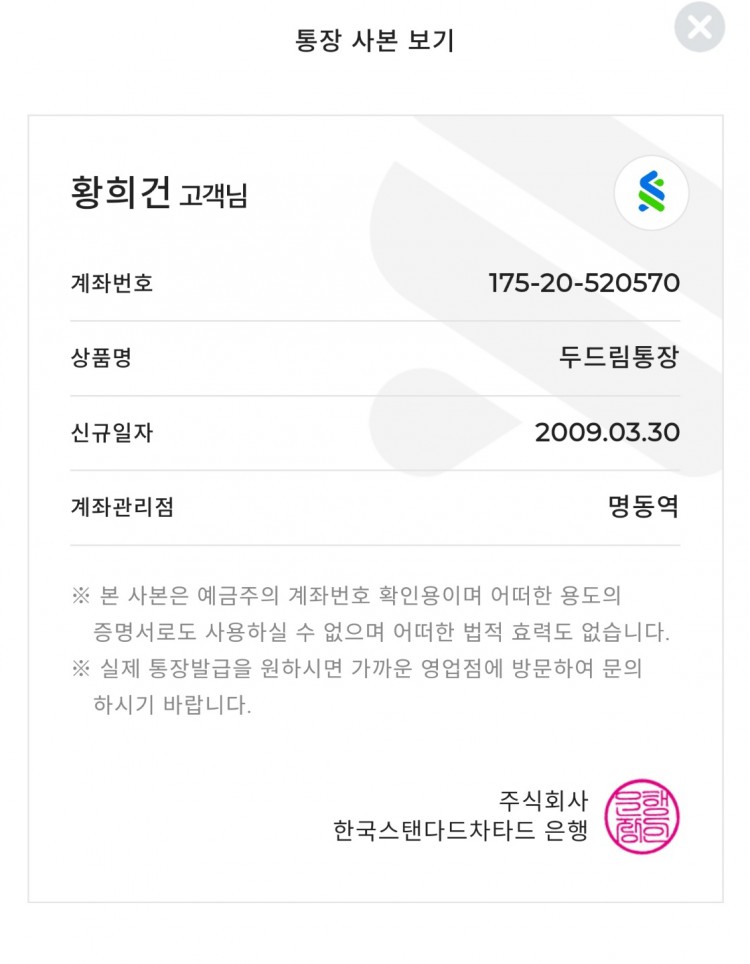 통장 사본 보기
황희건 고객님
계좌번호 175-20-520570
상품명 두드림통장
신규일자 2009.03.30
계좌관리점 명동역
※ 본 사본은 예금주의 계좌번호 확인용이며 어떠한 용도의
증명서로도 사용하실 수 없으며 어떠한 법적 효력도 없습니다.
※ 실제 통장발급을 원하시면 가까운 영업점에 방문하여 문의
하시기 바랍니다.
주식회사
한국스탠다드차타드 은행